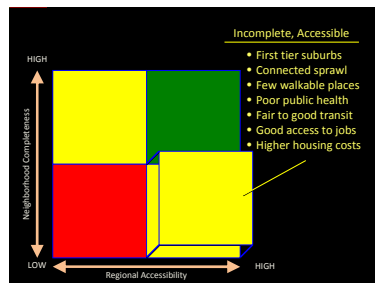 Incomplete, Accessible
• First tier suburbs
• Connected sprawl
• Few walkable places
• Poor public health
• Fair to good transit
• Good access to jobs
• Higher housing costs
HIGH
Neighborhood Completeness
LOW
Regional Accessibility
HIGH